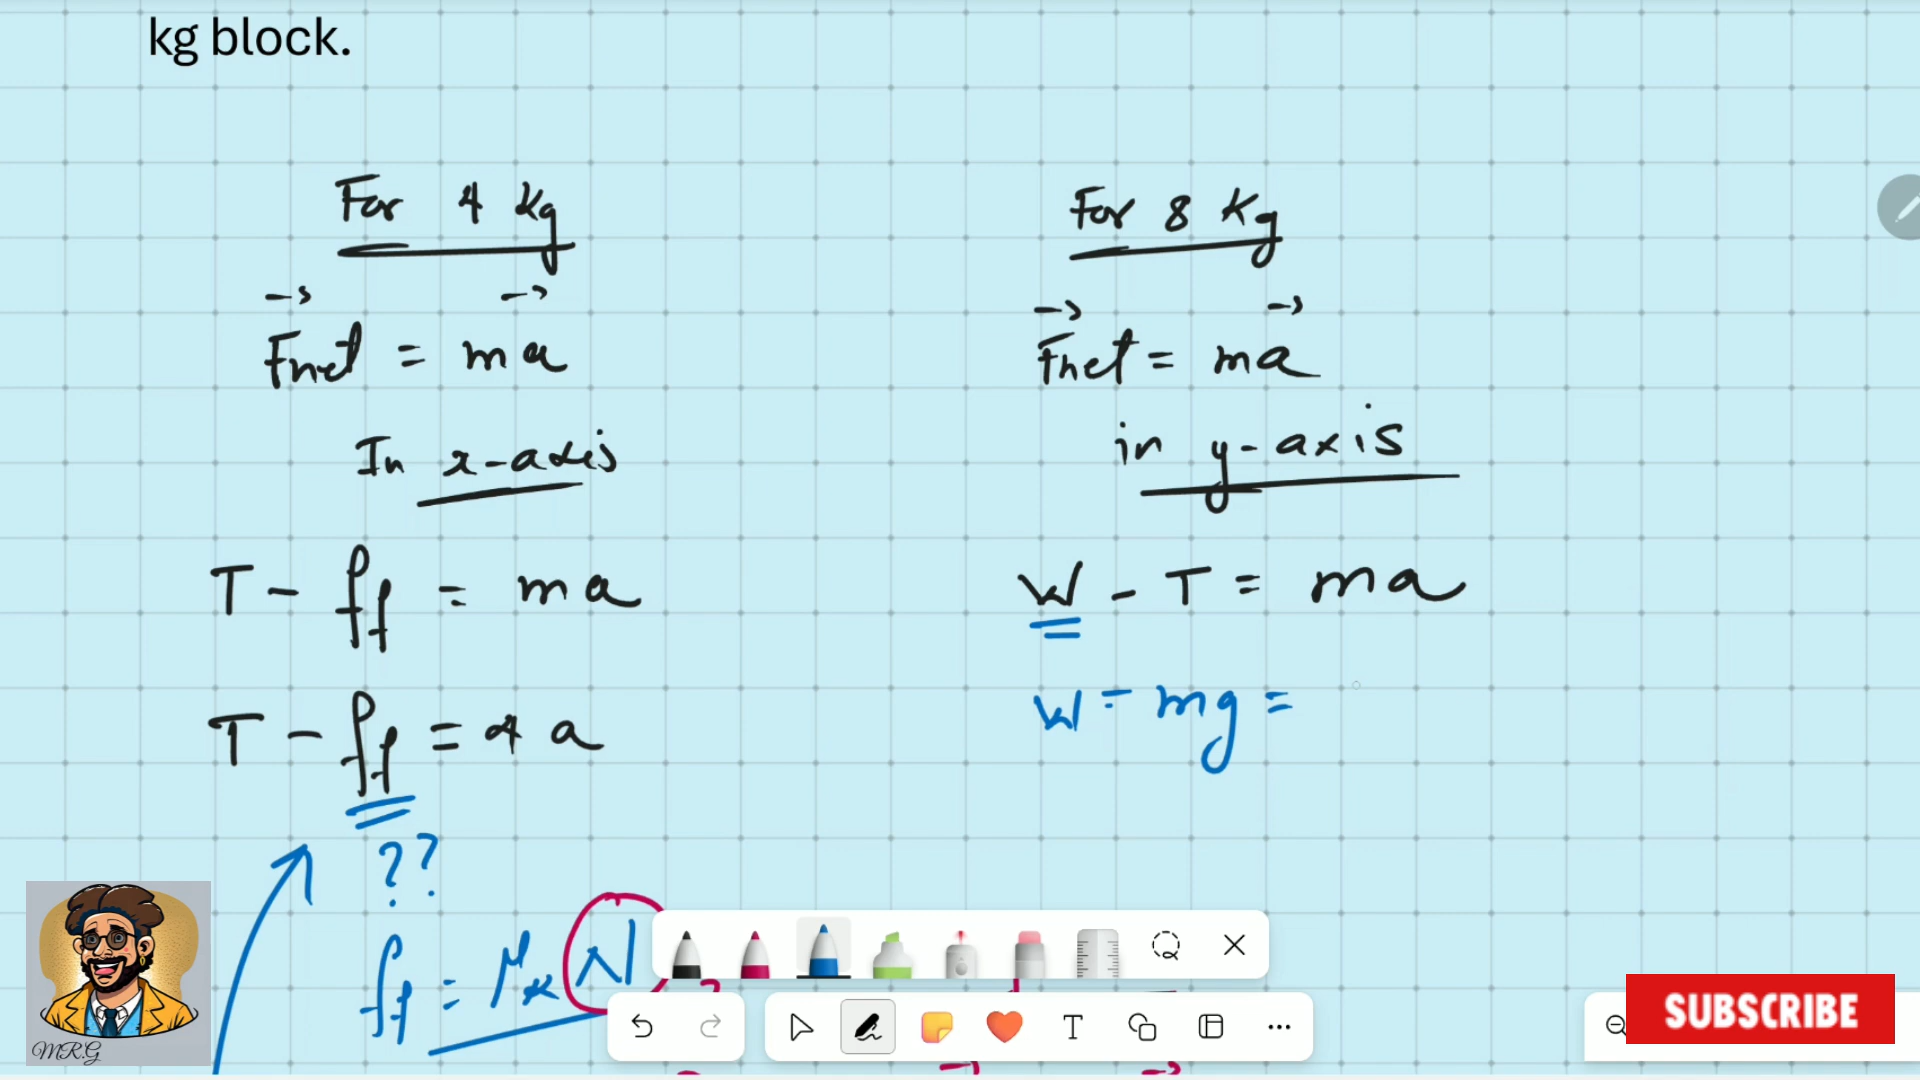 kg block.
For 4 kg
Fnet = ma
In x-axis
T - ff = ma
T - ff = 4 a
??
ff = μk N
For 8 kg
Fnet = ma
in y-axis
W - T = ma
W = mg =
T
SUBSCRIBE
MR.G